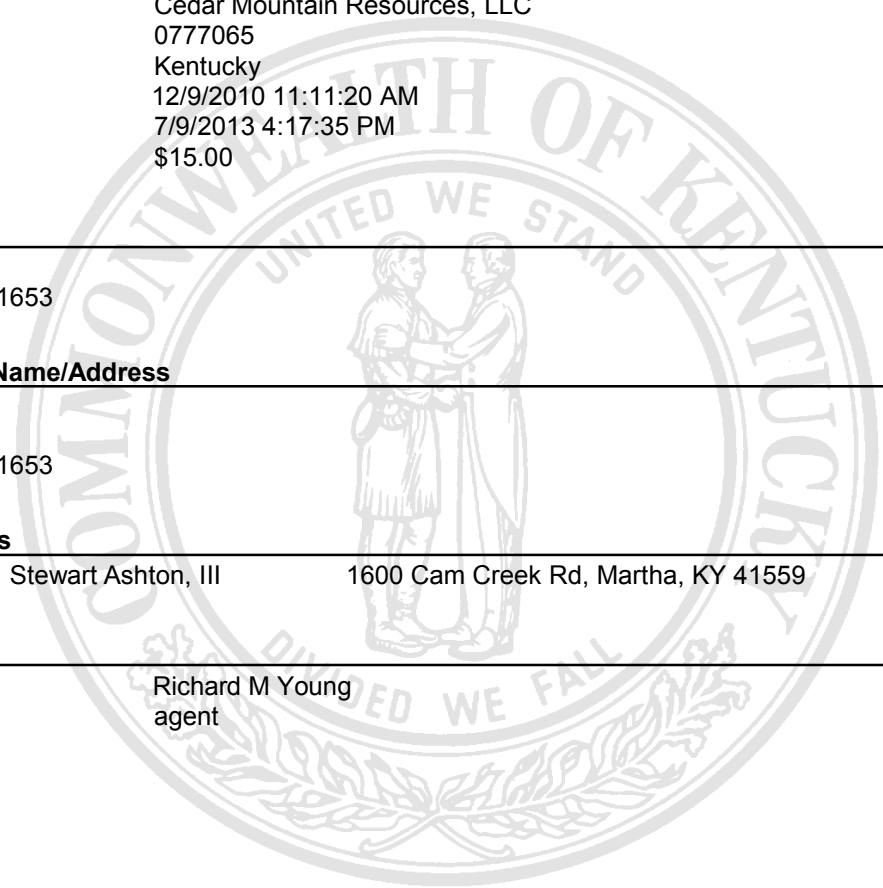 Cedar Mountain Resources, LLC
0777065
Kentucky
12/9/2010 11:11:20 AM
7/9/2013 4:17:35 PM
$15.00
COMMONWEALTH OF KENTUCKY
UNITED WE STAND
1653
Name/Address
1653
s
Stewart Ashton, III 1600 Cam Creek Rd, Martha, KY 41559
DIVIDED WE FALL
Richard M Young
agent